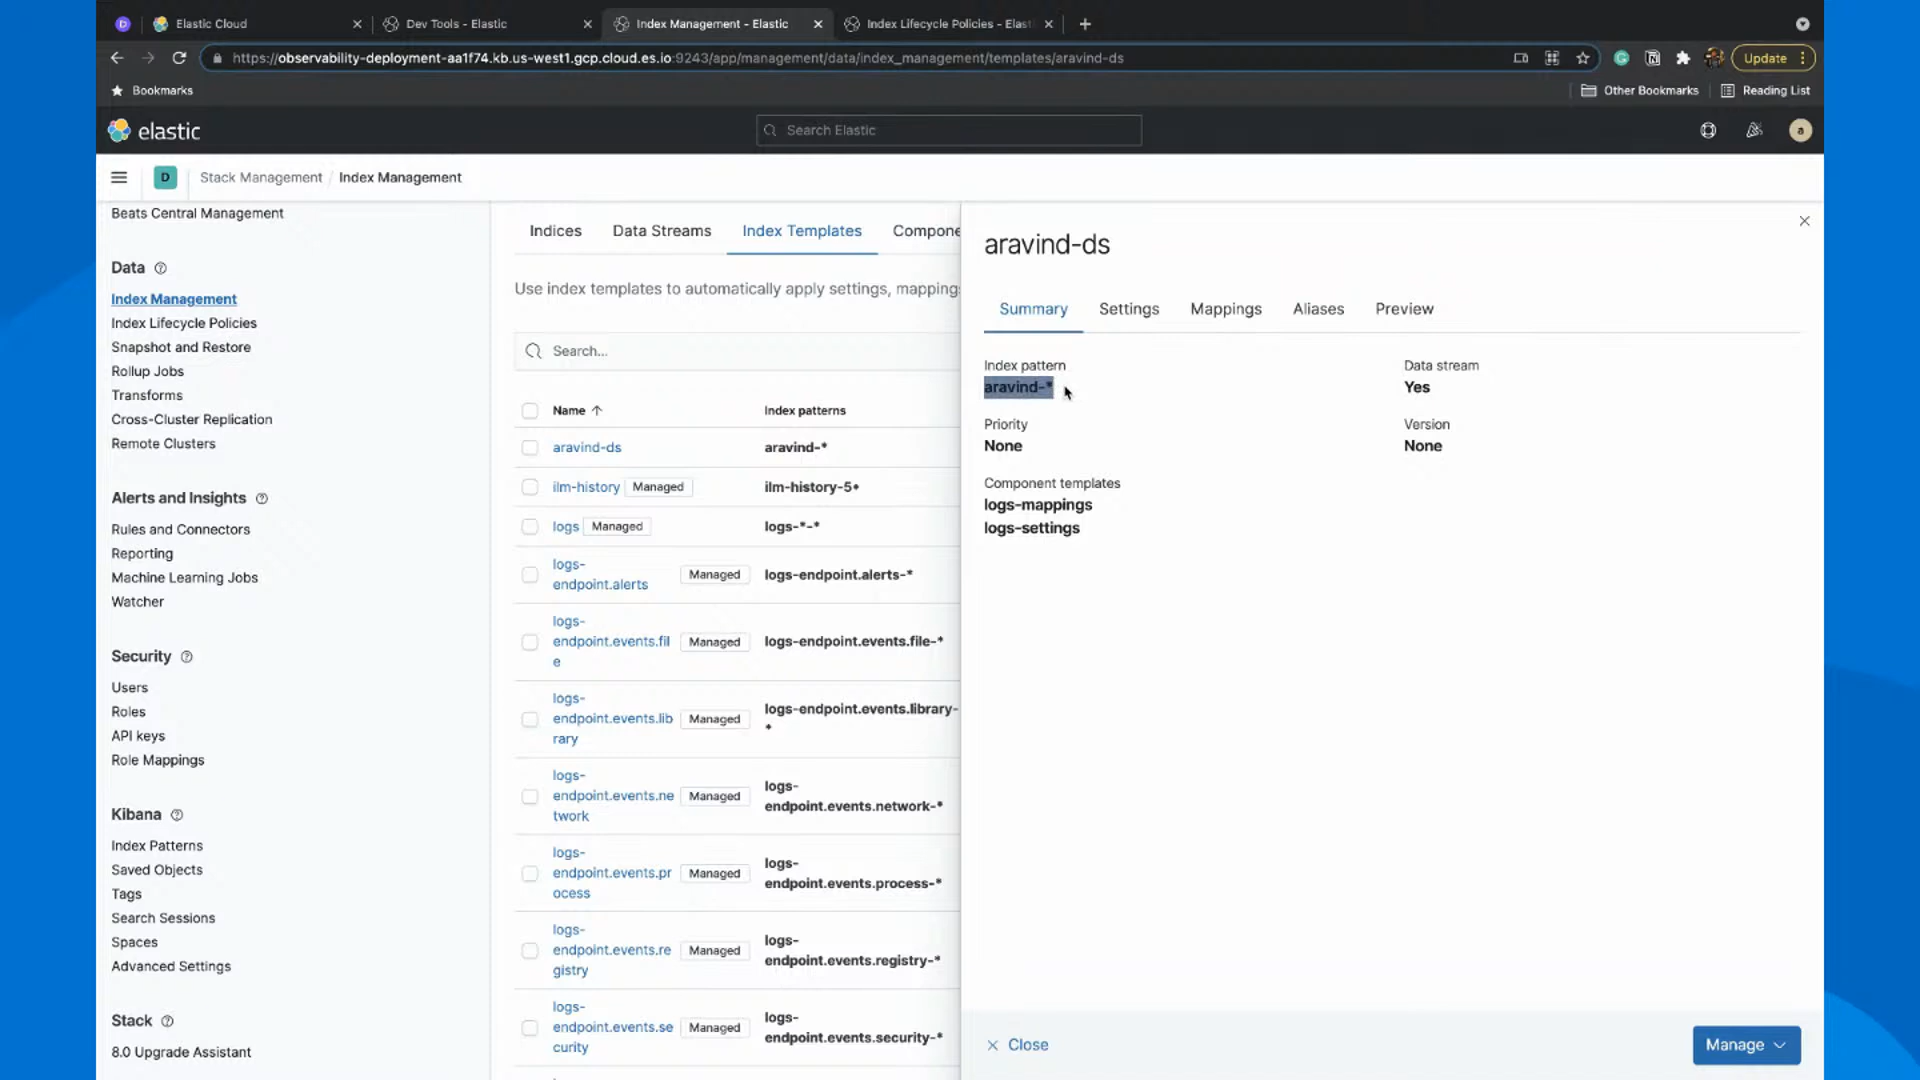 Elastic Cloud
Dev Tools - Elastic
Index Management - Elastic
Index Lifecycle Policies - Elast
https://observability-deployment-aa1f74.kb.us-west1.gcp.cloud.es.io:9243/app/management/data/index_management/templates/aravind-ds
Update
Bookmarks
Other Bookmarks
Reading List
elastic
Search Elastic
a
D
Stack Management / Index Management
Beats Central Management
Data
Index Management
Index Lifecycle Policies
Snapshot and Restore
Rollup Jobs
Transforms
Cross-Cluster Replication
Remote Clusters
Alerts and Insights
Rules and Connectors
Reporting
Machine Learning Jobs
Watcher
Security
Users
Roles
API keys
Role Mappings
Kibana
Index Patterns
Saved Objects
Tags
Search Sessions
Spaces
Advanced Settings
Stack
8.0 Upgrade Assistant
Indices
Data Streams
Index Templates
Compone
Use index templates to automatically apply settings, mapping
Search...
Name
Index patterns
aravind-ds
aravind-*
ilm-history
Managed
ilm-history-5*
logs
Managed
logs-*-*
logs-
endpoint.alerts
Managed
logs-endpoint.alerts-*
logs-
endpoint.events.fil
e
Managed
logs-endpoint.events.file-*
logs-
endpoint.events.lib
rary
Managed
logs-endpoint.events.library-
*
logs-
endpoint.events.ne
twork
Managed
logs-
endpoint.events.network-*
logs-
endpoint.events.pr
ocess
Managed
logs-
endpoint.events.process-*
logs-
endpoint.events.re
gistry
Managed
logs-
endpoint.events.registry-*
logs-
endpoint.events.se
curity
Managed
logs-
endpoint.events.security-*
aravind-ds
Summary
Settings
Mappings
Aliases
Preview
Index pattern
aravind-*
Data stream
Yes
Priority
None
Version
None
Component templates
logs-mappings
logs-settings
Close
Manage